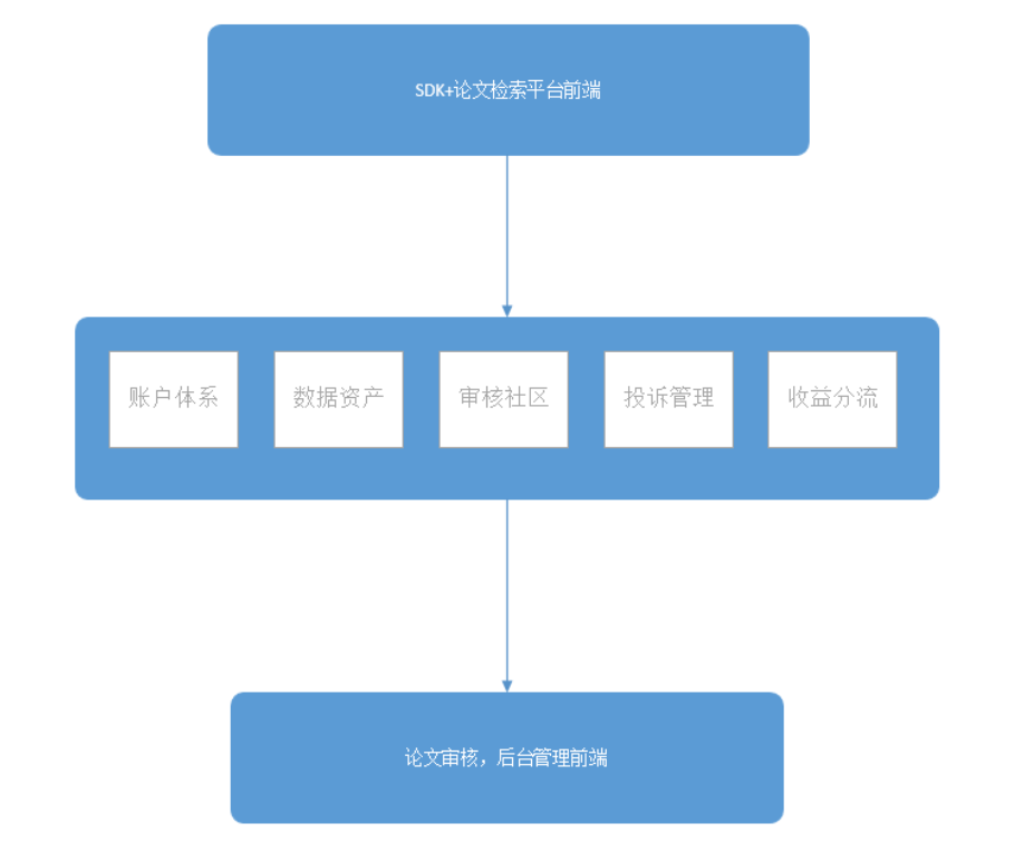 SDK+论文检索平台前端
账户体系
数据资产
审核社区
投诉管理
收益分流
论文审核，后台管理前端